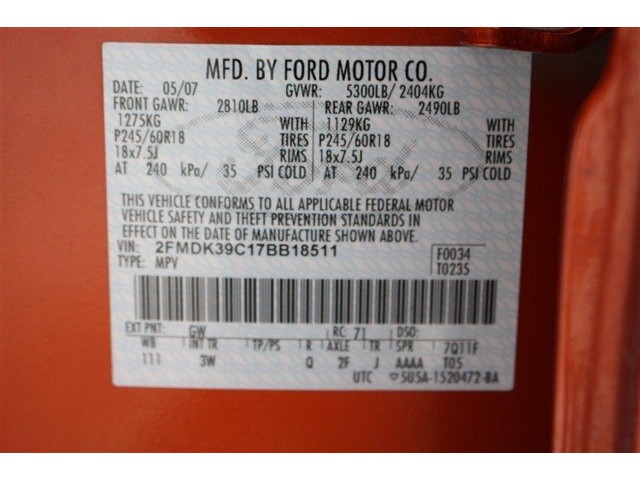 MFD. BY FORD MOTOR CO.
DATE: 05/07 GVWR: 5300LB/ 2404KG
FRONT GAWR: 2810LB REAR GAWR: 2490LB
1275KG WITH 1129KG WITH
P245/60R18 TIRES P245/60R18 TIRES
18x7.5J RIMS 18x7.5J RIMS
AT 240 kPa/ 35 PSI COLD AT 240 kPa/ 35 PSI COLD
THIS VEHICLE CONFORMS TO ALL APPLICABLE FEDERAL MOTOR
VEHICLE SAFETY AND THEFT PREVENTION STANDARDS IN
EFFECT ON THE DATE OF MANUFACTURE SHOWN ABOVE.
VIN: 2FMDK39C17BB18511 F0034
TYPE: MPV T0235
EXT PNT: GW RC: 71 DSO:
WB INT TR TP/PS R AXLE TR SPR 7Q11F
111 3W Q 2F J AAAA T05
UTC ▽5U5A-1520472-BA
Ford